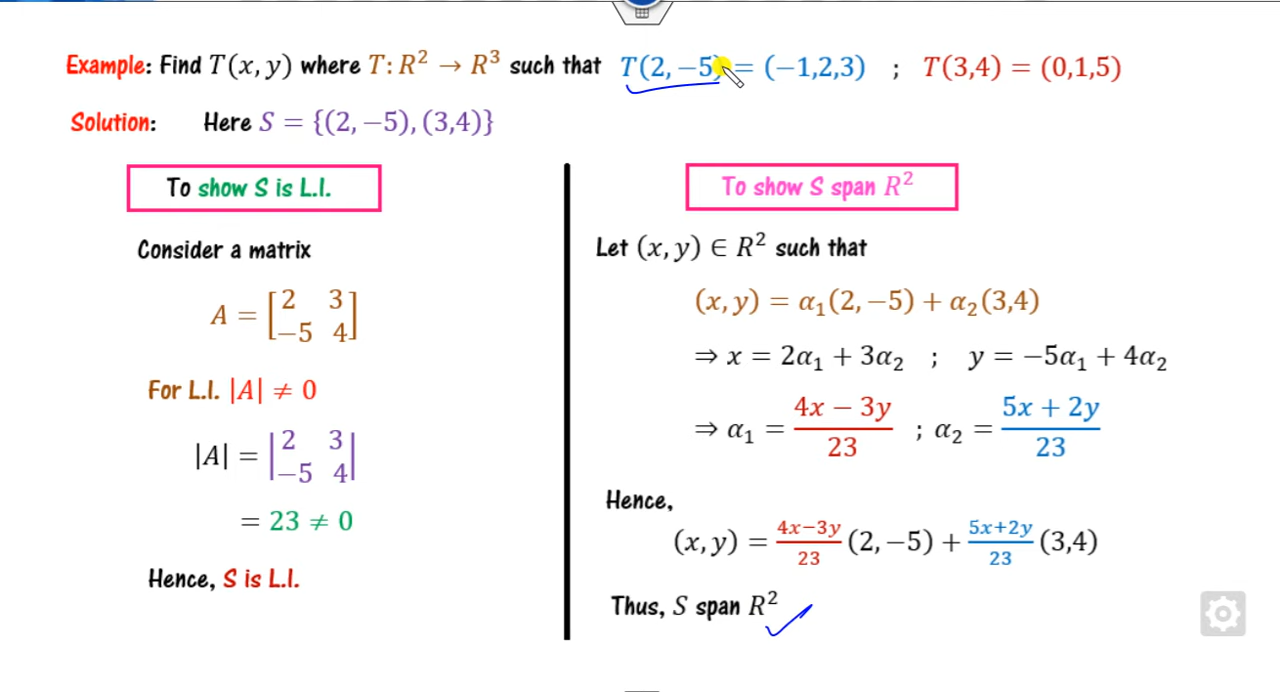 Example: Find T(x, y) where T: R² → R³ such that T(2, −5) = (−1,2,3) ; T(3,4) = (0,1,5)
Solution: Here S = {(2, −5), (3,4)}
To show S is L.I.
Consider a matrix
A = [2 3
−5 4]
For L.I. |A| ≠ 0
|A| = |2 3
−5 4|
= 23 ≠ 0
Hence, S is L.I.
To show S span R²
Let (x, y) ∈ R² such that
(x, y) = α₁(2, −5) + α₂(3,4)
⇒ x = 2α₁ + 3α₂ ; y = −5α₁ + 4α₂
⇒ α₁ = (4x − 3y)/23 ; α₂ = (5x + 2y)/23
Hence,
(x, y) = (4x−3y)/23 (2, −5) + (5x+2y)/23 (3,4)
Thus, S span R²